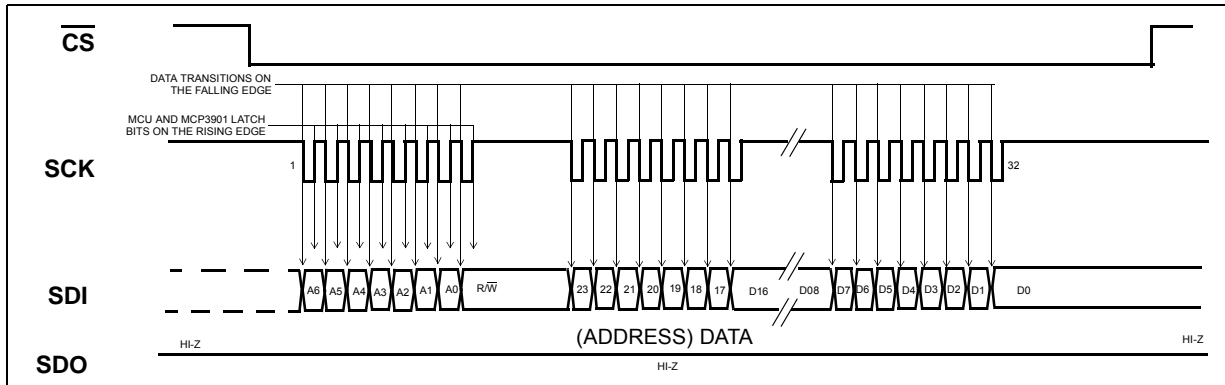 CS
DATA TRANSITIONS ON
THE FALLING EDGE
MCU AND MCP3901 LATCH
BITS ON THE RISING EDGE
SCK
1
32
SDI
A6 A5 A4 A3 A2 A1 A0 R/W 23 22 21 20 19 18 17 D16 D08 D7 D6 D5 D4 D3 D2 D1 D0
(ADDRESS) DATA
HI-Z
HI-Z
SDO
HI-Z